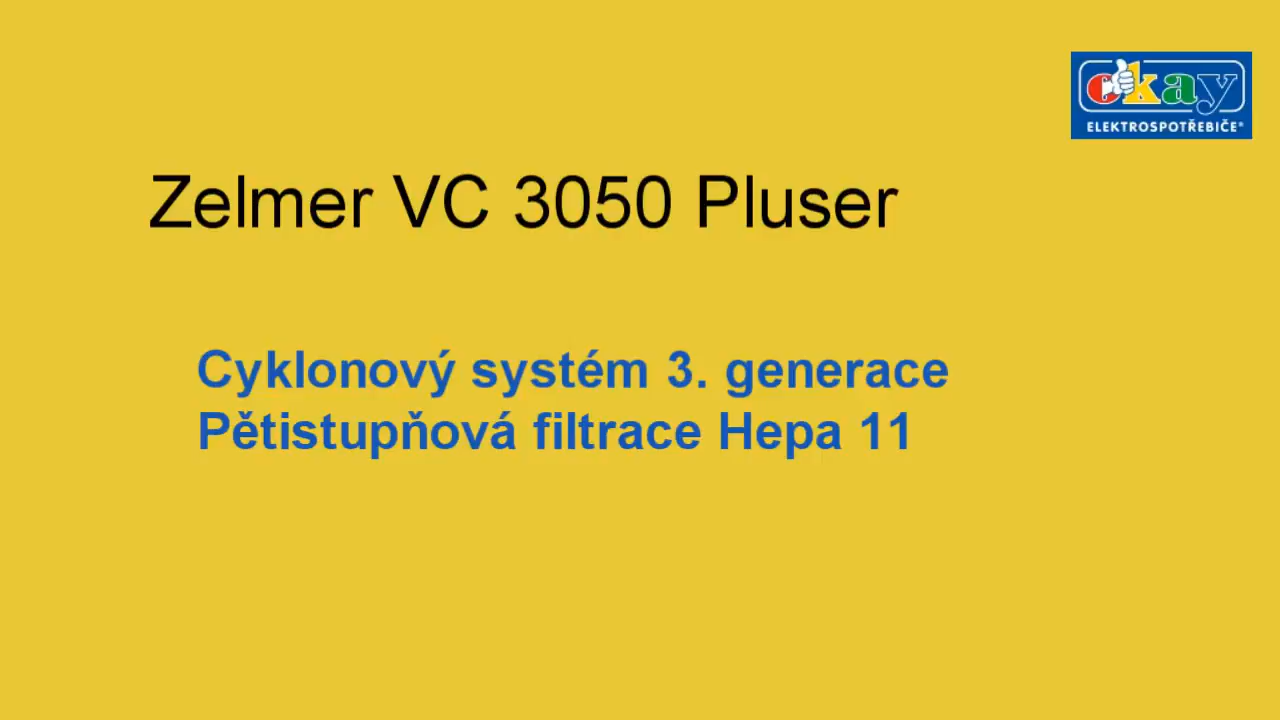 okay
ELEKTROSPOTŘEBIČE®
Zelmer VC 3050 Pluser
Cyklonový systém 3. generace
Pětistupňová filtrace Hepa 11